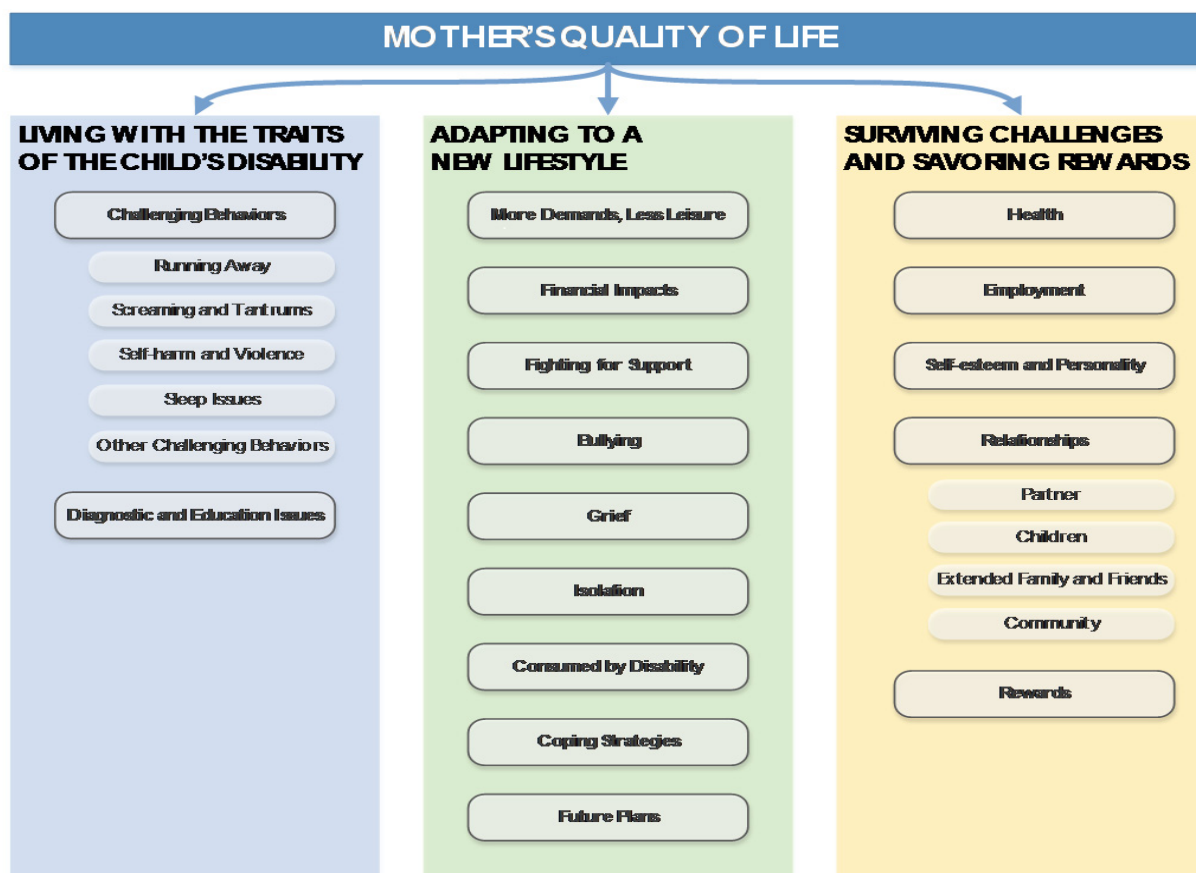 MOTHER'S QUALITY OF LIFE
LIVING WITH THE TRAITS
OF THE CHILD'S DISABILITY
Challenging Behaviors
Running Away
Screaming and Tantrums
Self-harm and Violence
Sleep Issues
Other Challenging Behaviors
Diagnostic and Education Issues
ADAPTING TO A
NEW LIFESTYLE
More Demands, Less Leisure
Financial Impacts
Fighting for Support
Bullying
Grief
Isolation
Consumed by Disability
Coping Strategies
Future Plans
SURVIVING CHALLENGES
AND SAVORING REWARDS
Health
Employment
Self-esteem and Personality
Relationships
Partner
Children
Extended Family and Friends
Community
Rewards